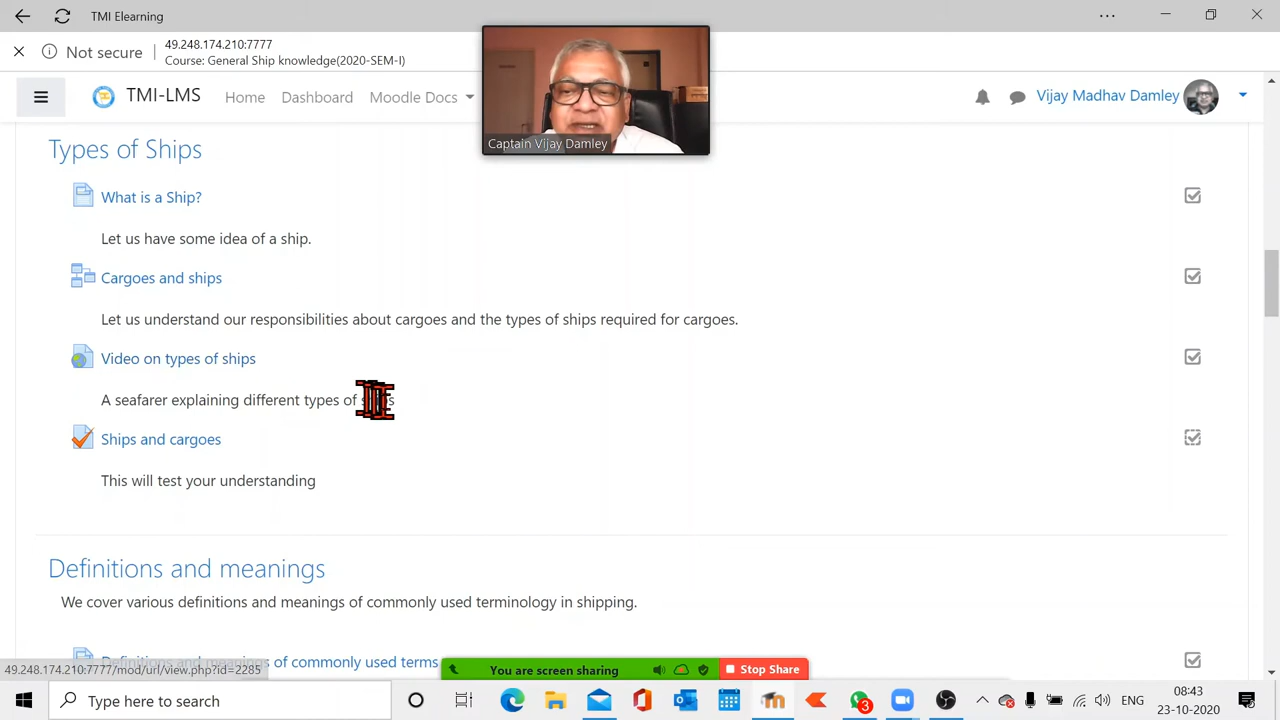 TMI Elearning
Not secure
49.248.174.210:7777
Course: General Ship knowledge(2020-SEM-I)
TMI-LMS
Home
Dashboard
Moodle Docs
Captain Vijay Damley
Vijay Madhav Damley
Types of Ships
What is a Ship?
Let us have some idea of a ship.
Cargoes and ships
Let us understand our responsibilities about cargoes and the types of ships required for cargoes.
Video on types of ships
A seafarer explaining different types of ships
Ships and cargoes
This will test your understanding
Definitions and meanings
We cover various definitions and meanings of commonly used terminology in shipping.
Definitions and meanings of commonly used terms
49.248.174.210:7777/mod/url/view.php?id=2285
You are screen sharing
Stop Share
Type here to search
3
ENG
08:43
23-10-2020